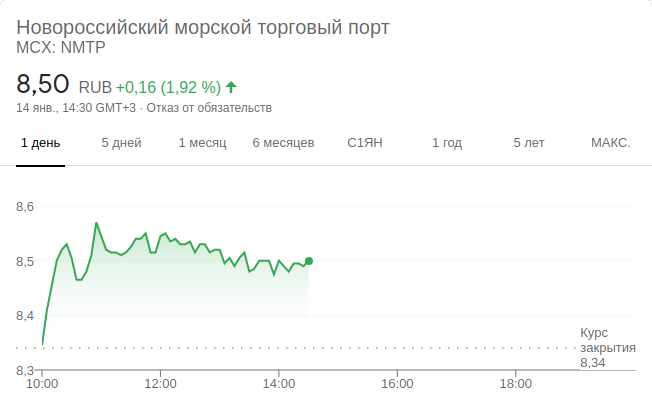 Новороссийский морской торговый порт
MCX: NMTP
8,50 RUB +0,16 (1,92 %)
14 янв., 14:30 GMT+3 · Отказ от обязательств
1 день 5 дней 1 месяц 6 месяцев С1ЯН 1 год 5 лет МАКС.
8,6
8,5
8,4
Курс
закрытия
8,34
8,3
10:00 12:00 14:00 16:00 18:00